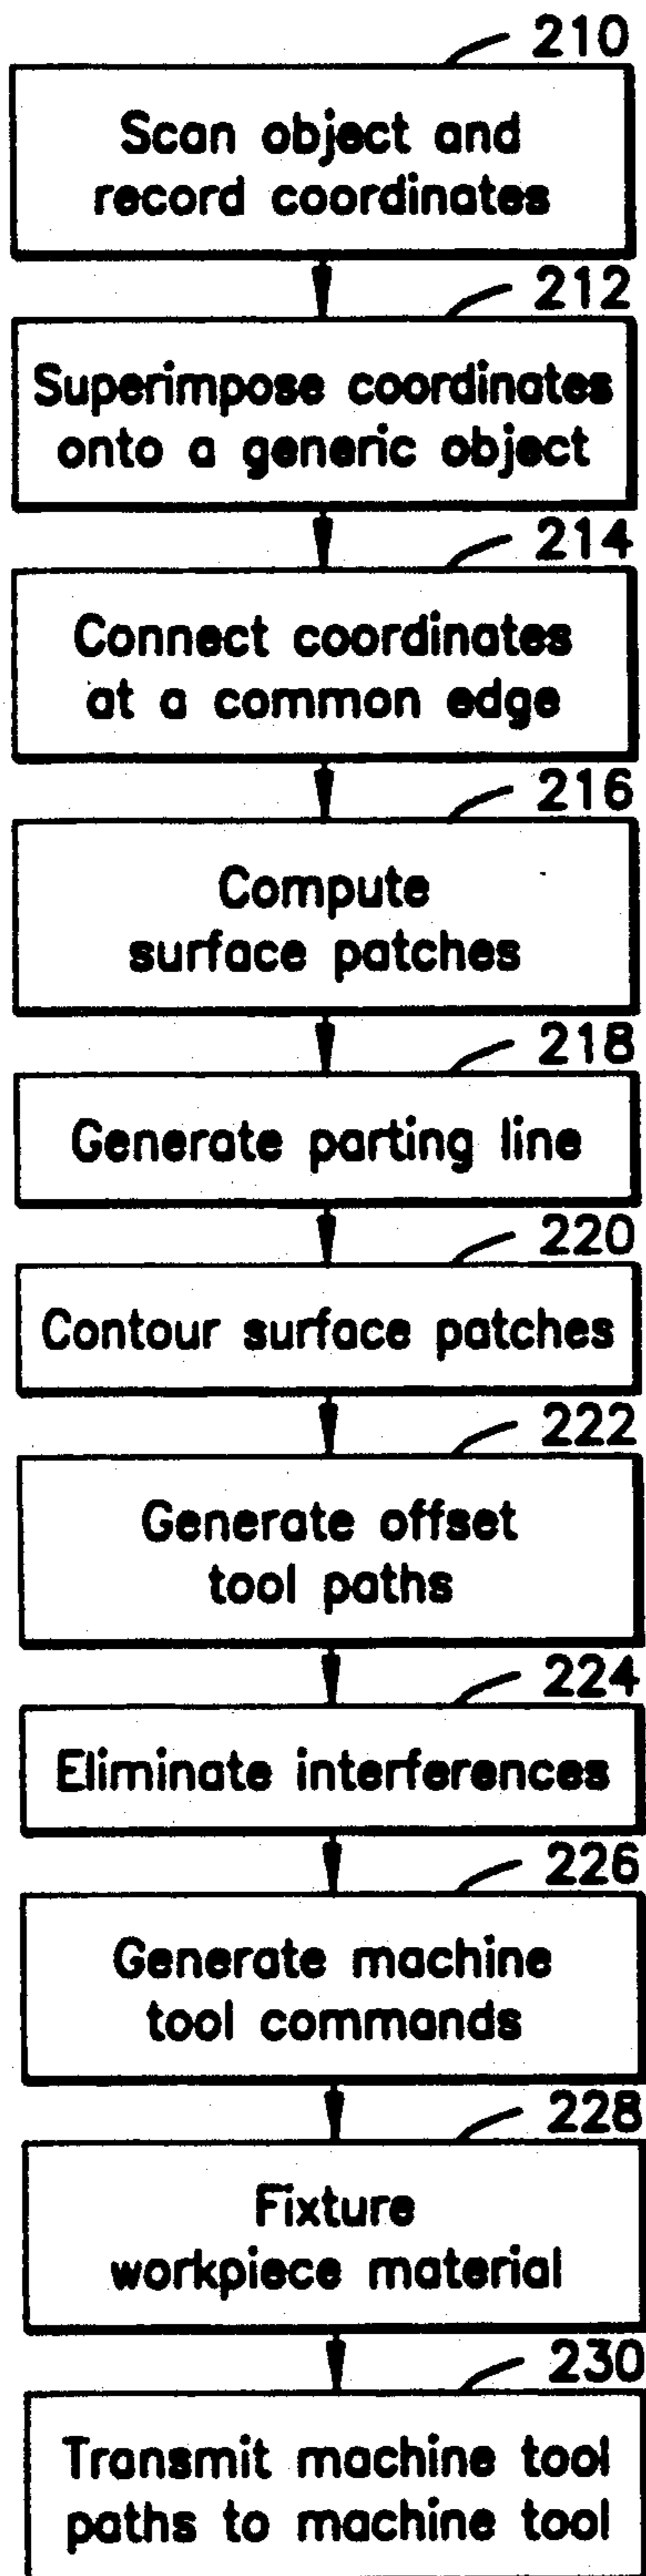 210
Scan object and
record coordinates
212
Superimpose coordinates
onto a generic object
214
Connect coordinates
at a common edge
216
Compute
surface patches
218
Generate parting line
220
Contour surface patches
222
Generate offset
tool paths
224
Eliminate interferences
226
Generate machine
tool commands
228
Fixture
workpiece material
230
Transmit machine tool
paths to machine tool